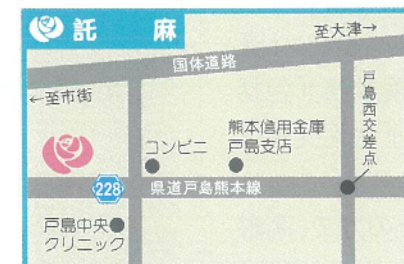 託麻
至大津→
国体道路
←至市街
戸島西交差点
熊本信用金庫
戸島支店
コンビニ
228
県道戸島熊本線
戸島中央
クリニック